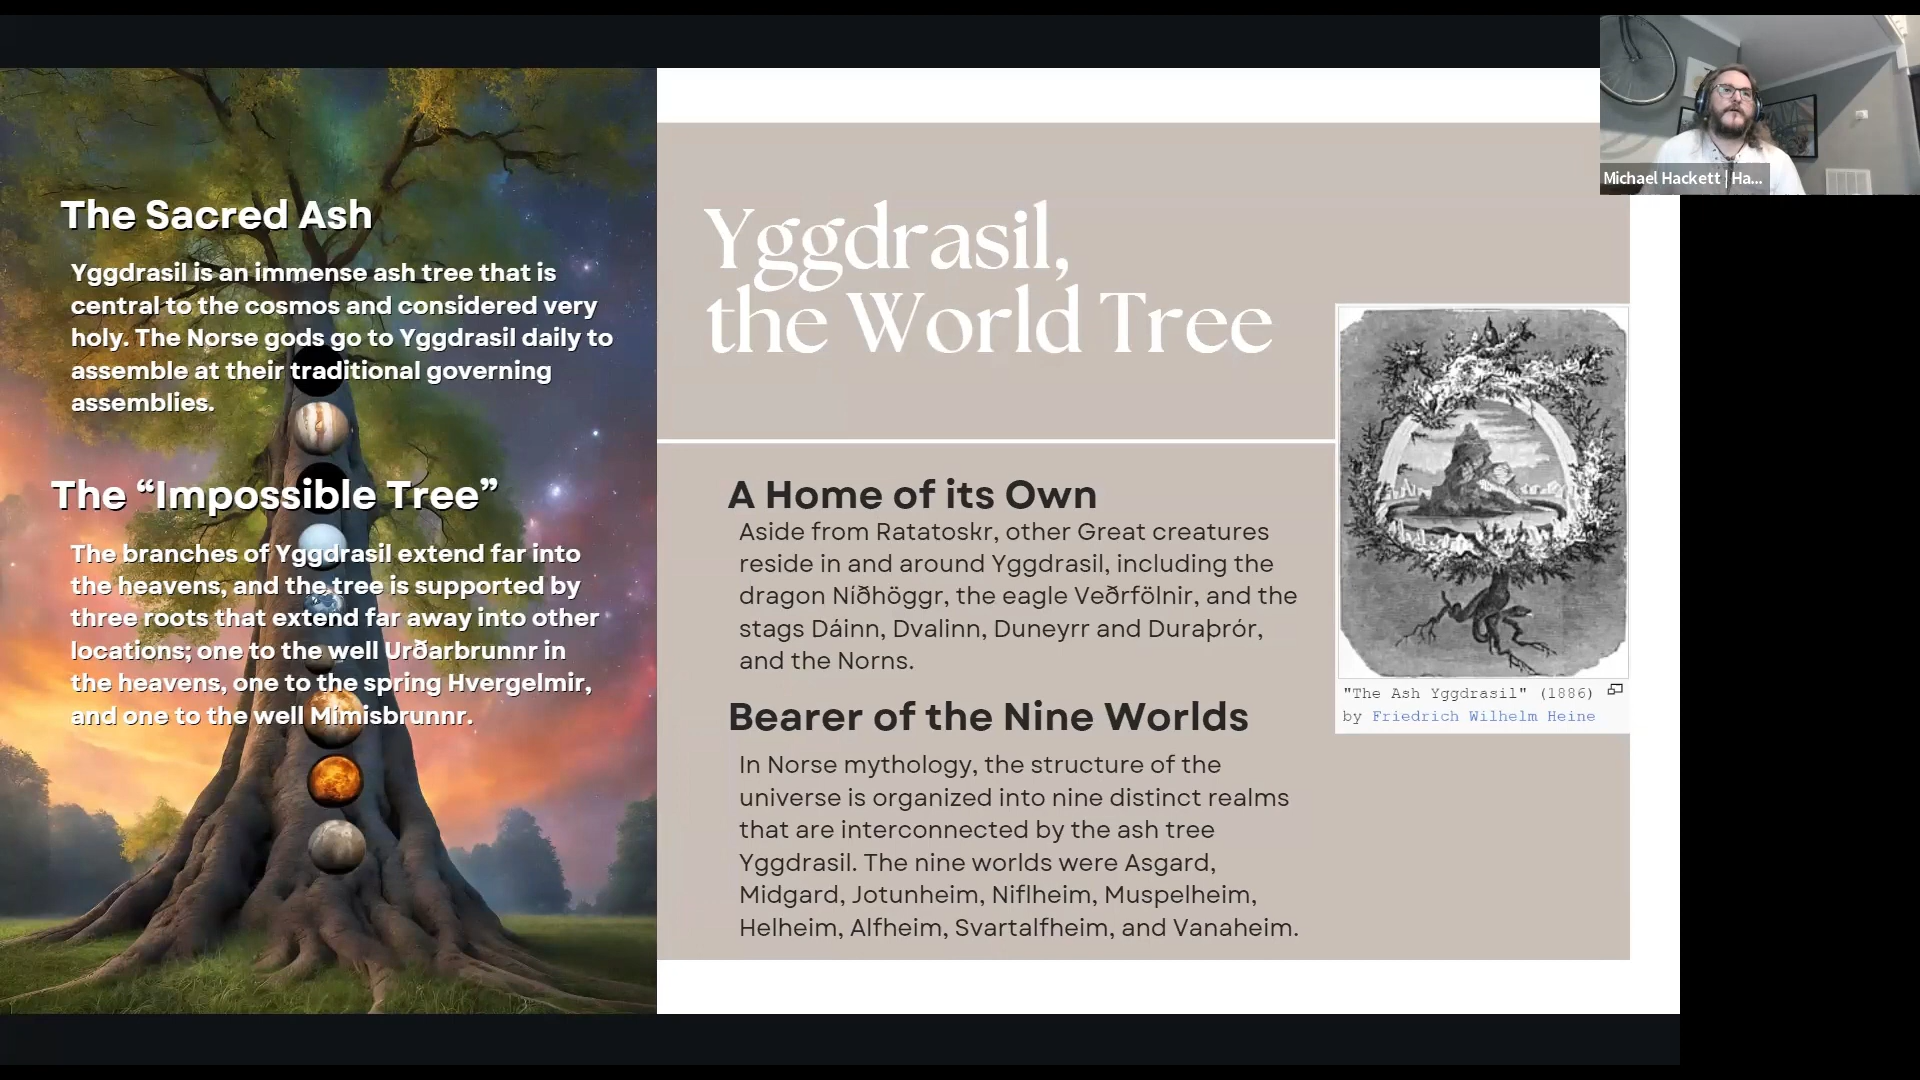 The Sacred Ash
Yggdrasil is an immense ash tree that is
central to the cosmos and considered very
holy. The Norse gods go to Yggdrasil daily to
assemble at their traditional governing
assemblies.
The “Impossible Tree”
The branches of Yggdrasil extend far into
the heavens, and the tree is supported by
three roots that extend far away into other
locations; one to the well Urðarbrunnr in
the heavens, one to the spring Hvergelmir,
and one to the well Mímisbrunnr.
Yggdrasil,
the World Tree
A Home of its Own
Aside from Ratatoskr, other Great creatures
reside in and around Yggdrasil, including the
dragon Níðhöggr, the eagle Veðrfölnir, and the
stags Dáinn, Dvalinn, Duneyrr and Duraþrór,
and the Norns.
Bearer of the Nine Worlds
In Norse mythology, the structure of the
universe is organized into nine distinct realms
that are interconnected by the ash tree
Yggdrasil. The nine worlds were Asgard,
Midgard, Jotunheim, Niflheim, Muspelheim,
Helheim, Alfheim, Svartalfheim, and Vanaheim.
"The Ash Yggdrasil" (1886)
by Friedrich Wilhelm Heine
Michael Hackett | Ha...